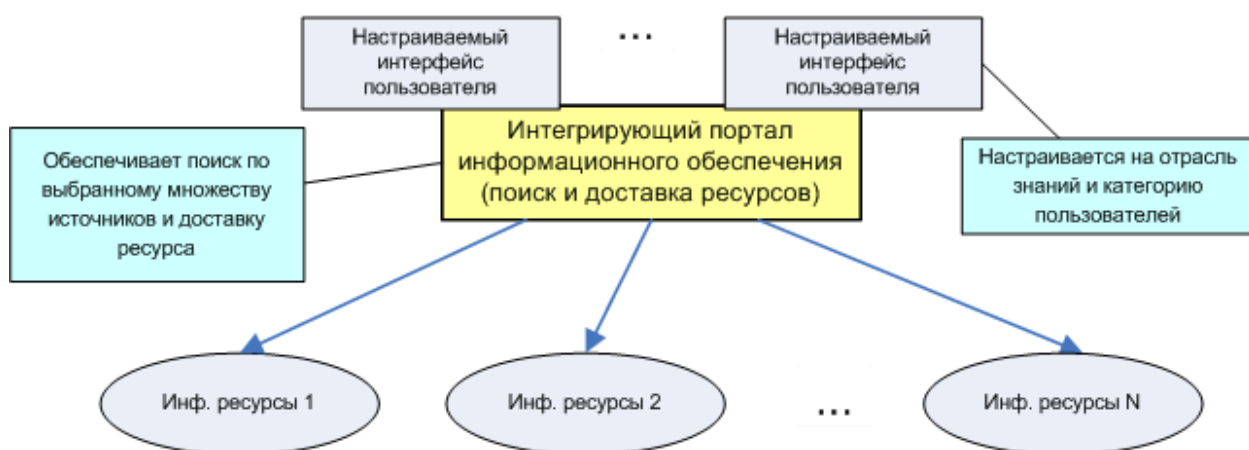 Настраиваемый
интерфейс
пользователя
...
Настраиваемый
интерфейс
пользователя
Интегрирующий портал
информационного обеспечения
(поиск и доставка ресурсов)
Обеспечивает поиск по
выбранному множеству
источников и доставку
ресурса
Настраивается на отрасль
знаний и категорию
пользователей
Инф. ресурсы 1
Инф. ресурсы 2
...
Инф. ресурсы N